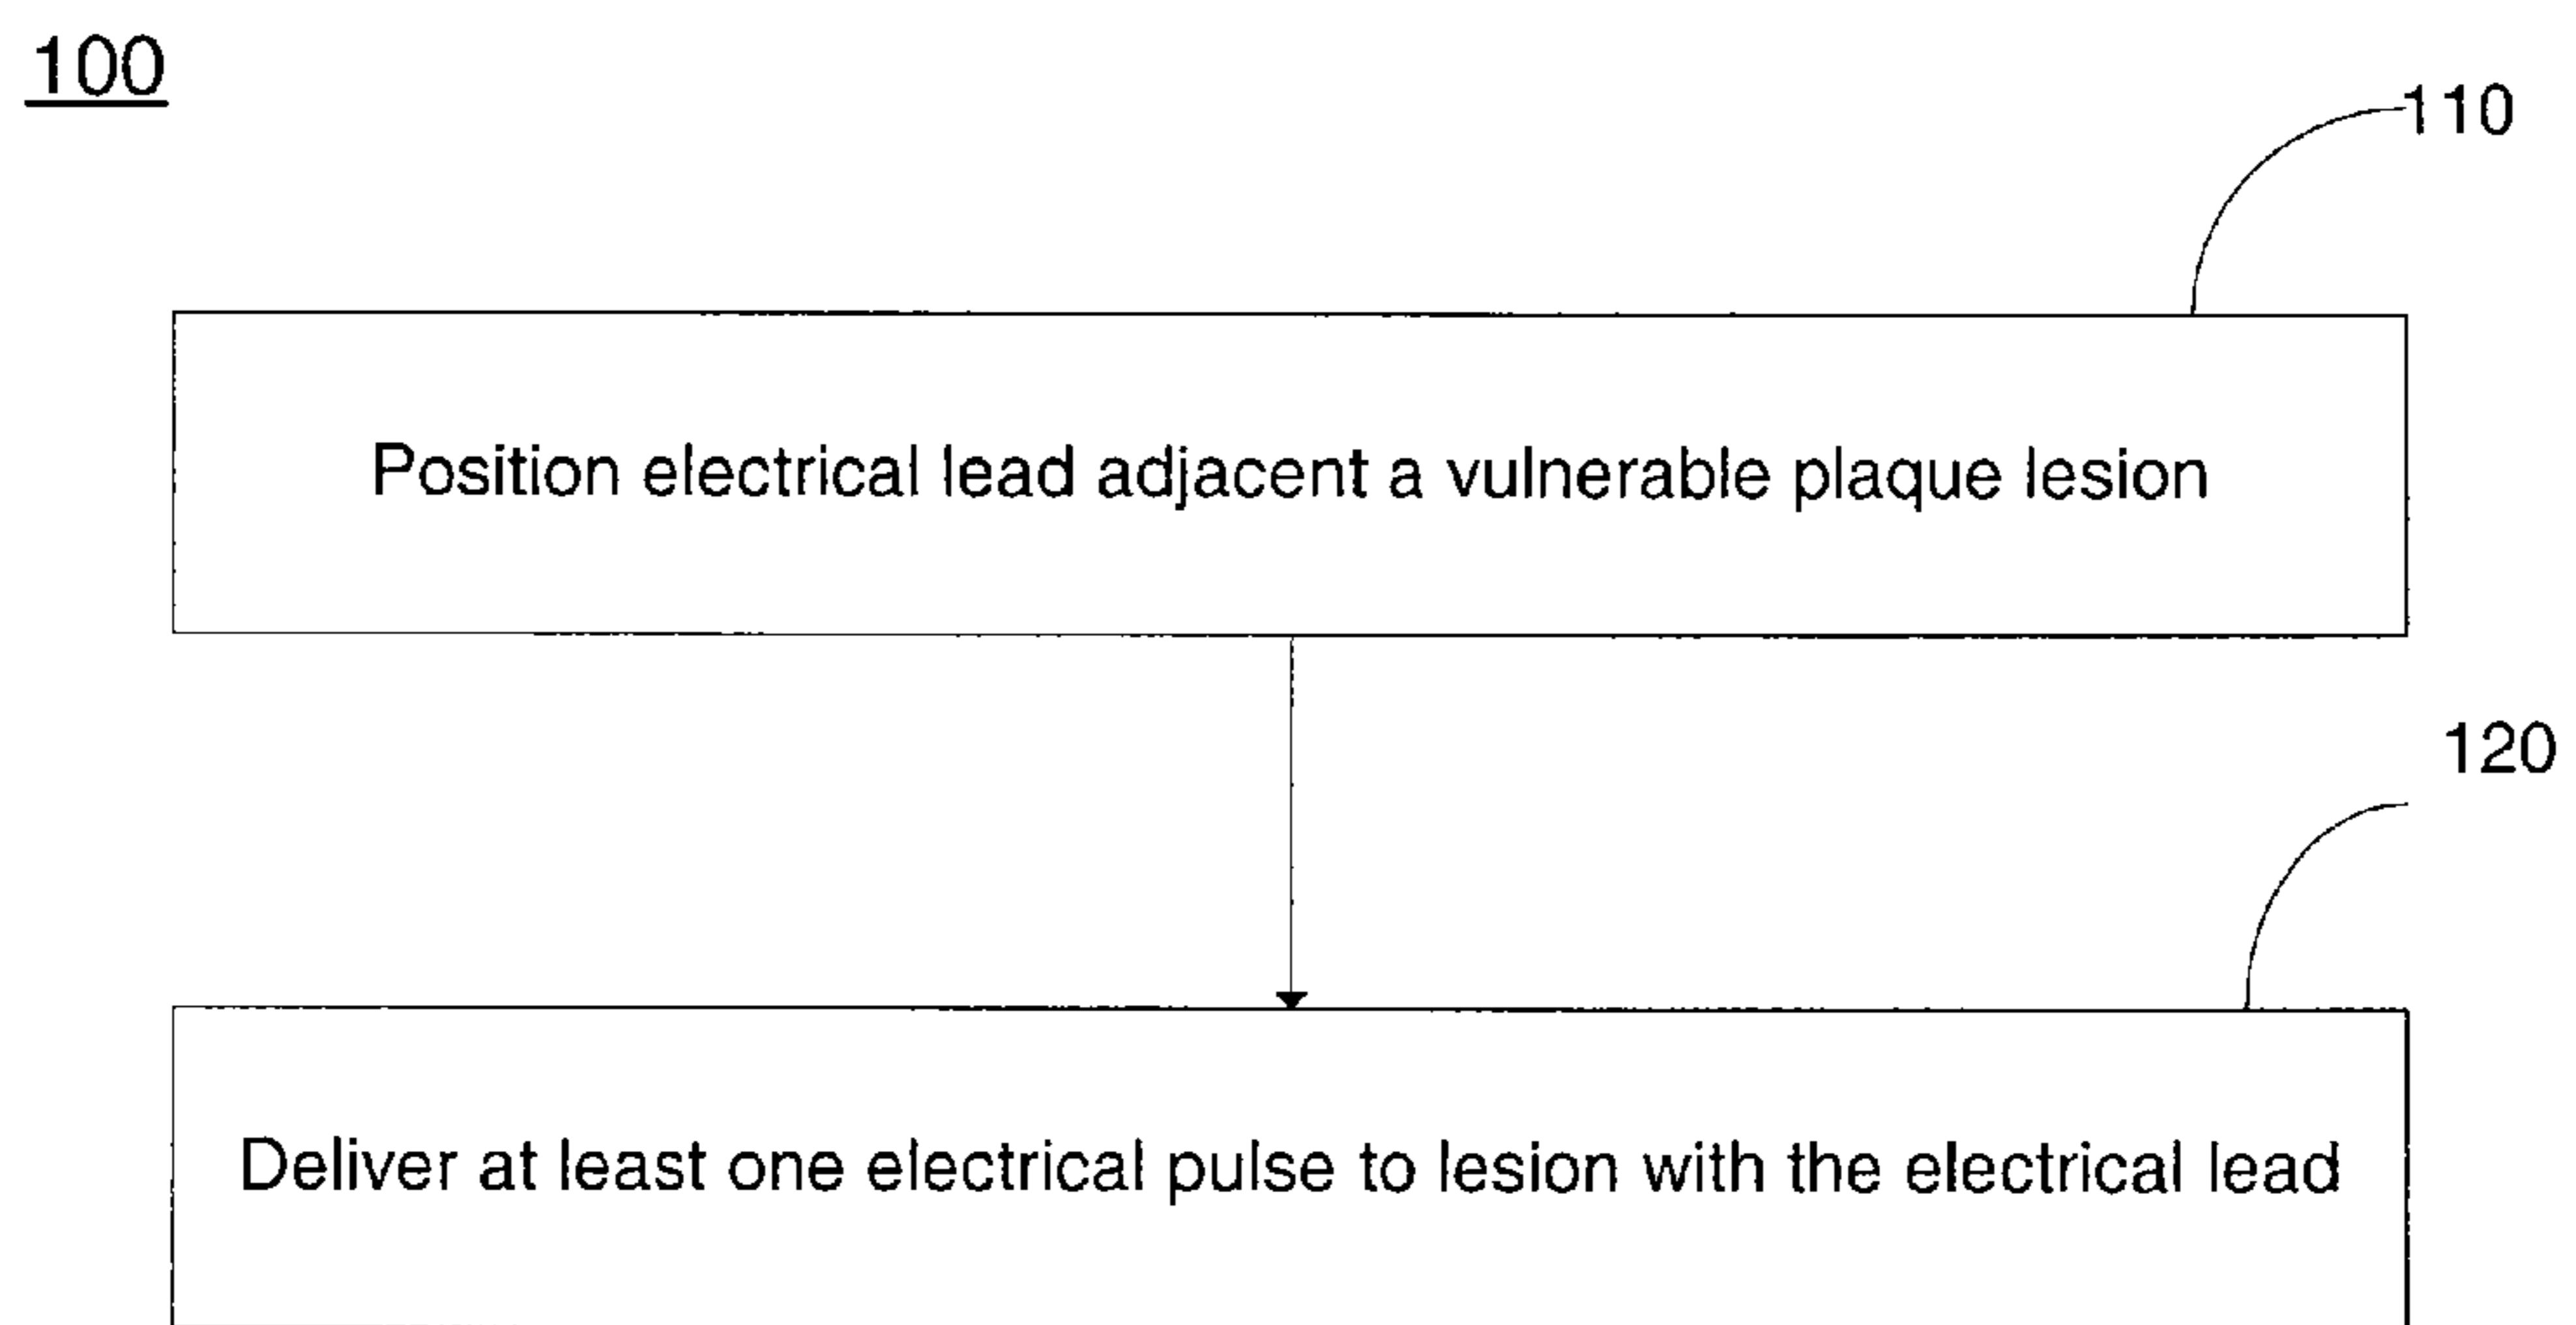 100
110
Position electrical lead adjacent a vulnerable plaque lesion
120
Deliver at least one electrical pulse to lesion with the electrical lead